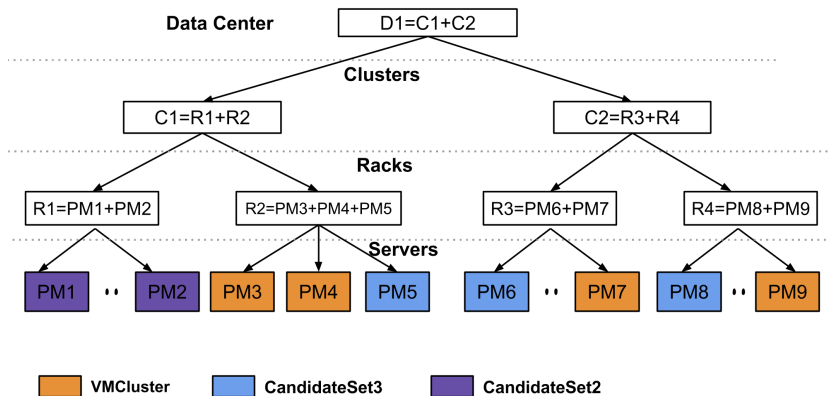 Data Center
D1=C1+C2
Clusters
C1=R1+R2
C2=R3+R4
Racks
R1=PM1+PM2
R2=PM3+PM4+PM5
R3=PM6+PM7
R4=PM8+PM9
Servers
PM1 .. PM2 PM3 PM4 PM5 PM6 .. PM7 PM8 .. PM9
VMCluster CandidateSet3 CandidateSet2